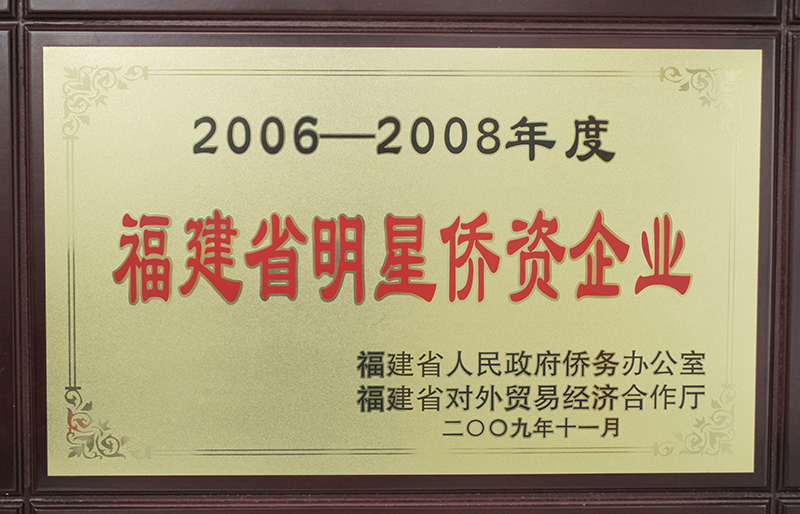 2006—2008年度
福建省明星侨资企业
福建省人民政府侨务办公室
福建省对外贸易经济合作厅
二〇〇九年十一月